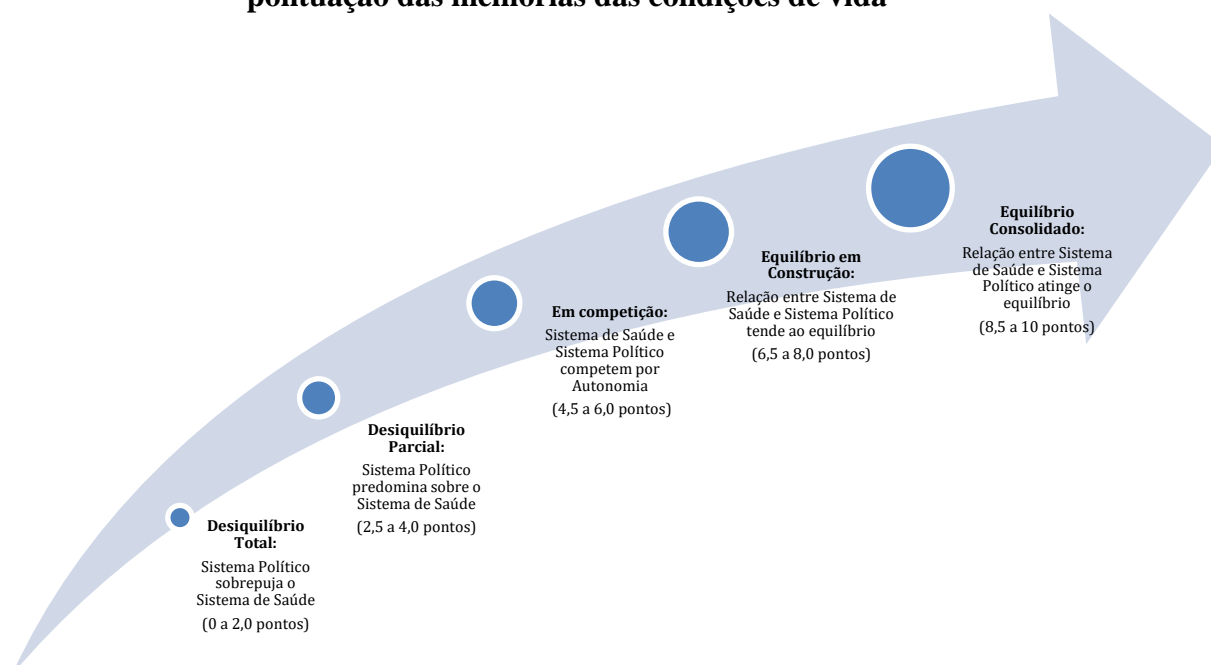 pontuação das memórias das condições de vida
Equilíbrio
Consolidado:
Relação entre Sistema
de Saúde e Sistema
Político atinge o
equilíbrio
(8,5 a 10 pontos)
Equilíbrio em
Construção:
Relação entre Sistema de
Saúde e Sistema Político
tende ao equilíbrio
(6,5 a 8,0 pontos)
Em competição:
Sistema de Saúde e
Sistema Político
competem por
Autonomia
(4,5 a 6,0 pontos)
Desiquilíbrio
Parcial:
Sistema Político
predomina sobre o
Sistema de Saúde
(2,5 a 4,0 pontos)
Desiquilíbrio
Total:
Sistema Político
sobrepuja o
Sistema de Saúde
(0 a 2,0 pontos)